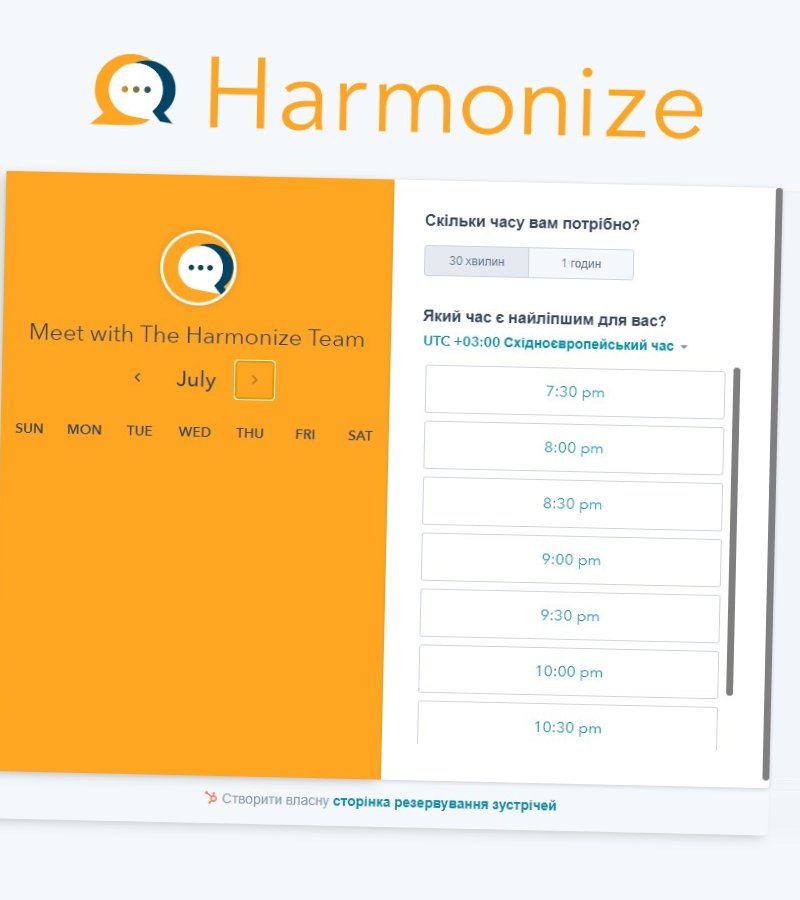 Harmonize
Meet with The Harmonize Team
July
SUN MON TUE WED THU FRI SAT
Скільки часу вам потрібно?
30 хвилин 1 годин
Який час є найліпшим для вас?
UTC +03:00 Східноєвропейський час
7:30 pm
8:00 pm
8:30 pm
9:00 pm
9:30 pm
10:00 pm
10:30 pm
Створити власну сторінка резервування зустрічей